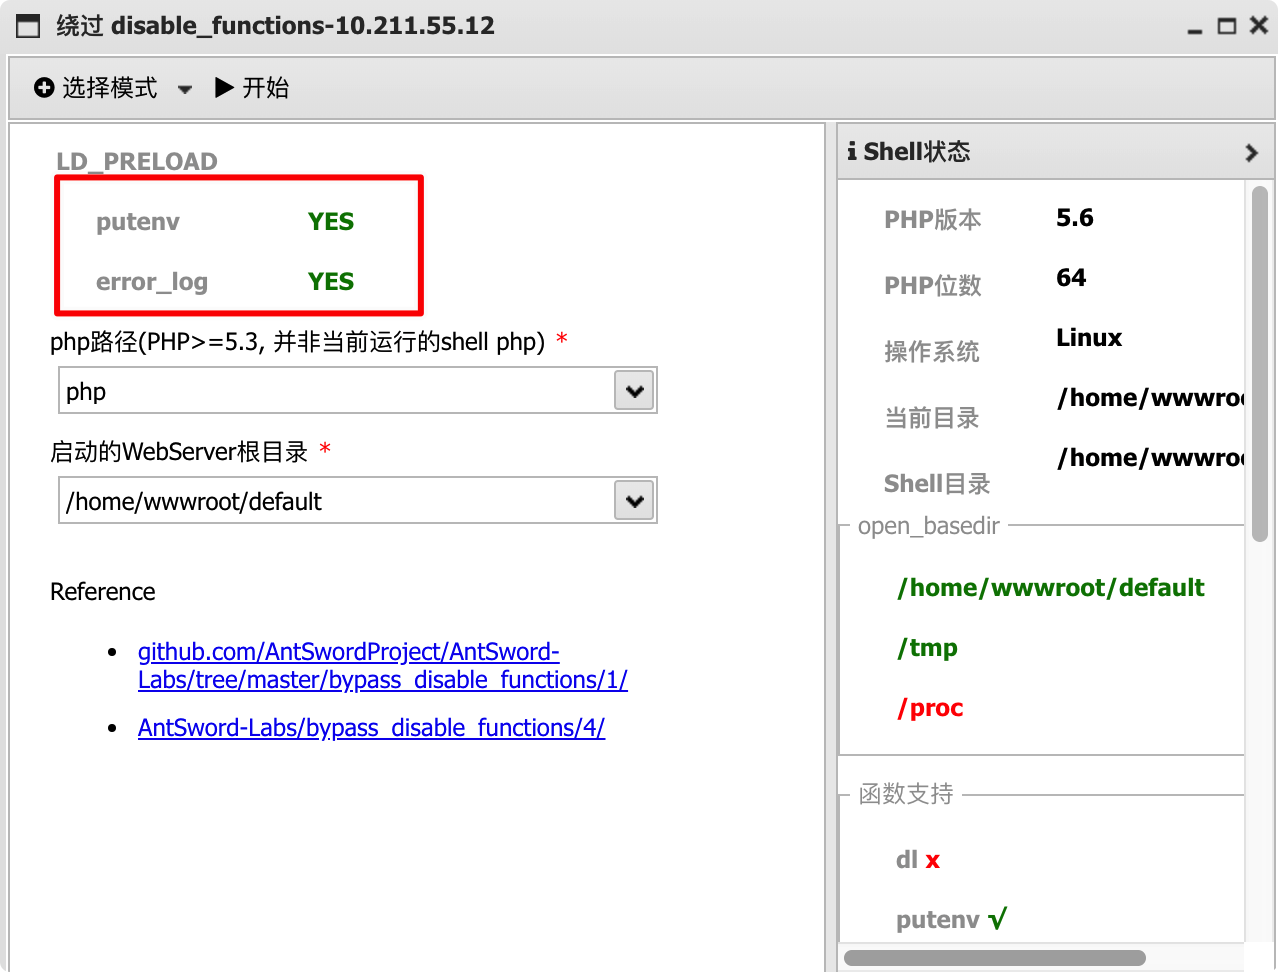 绕过 disable_functions-10.211.55.12
选择模式
开始
LD_PRELOAD
putenv YES
error_log YES
php路径(PHP>=5.3, 并非当前运行的shell php) *
php
启动的WebServer根目录 *
/home/wwwroot/default
Reference
• github.com/AntSwordProject/AntSword-
Labs/tree/master/bypass_disable_functions/1/
• AntSword-Labs/bypass_disable_functions/4/
Shell状态
PHP版本 5.6
PHP位数 64
操作系统 Linux
当前目录 /home/wwwroo
Shell目录 /home/wwwroo
open_basedir
/home/wwwroot/default
/tmp
/proc
函数支持
dl x
putenv √